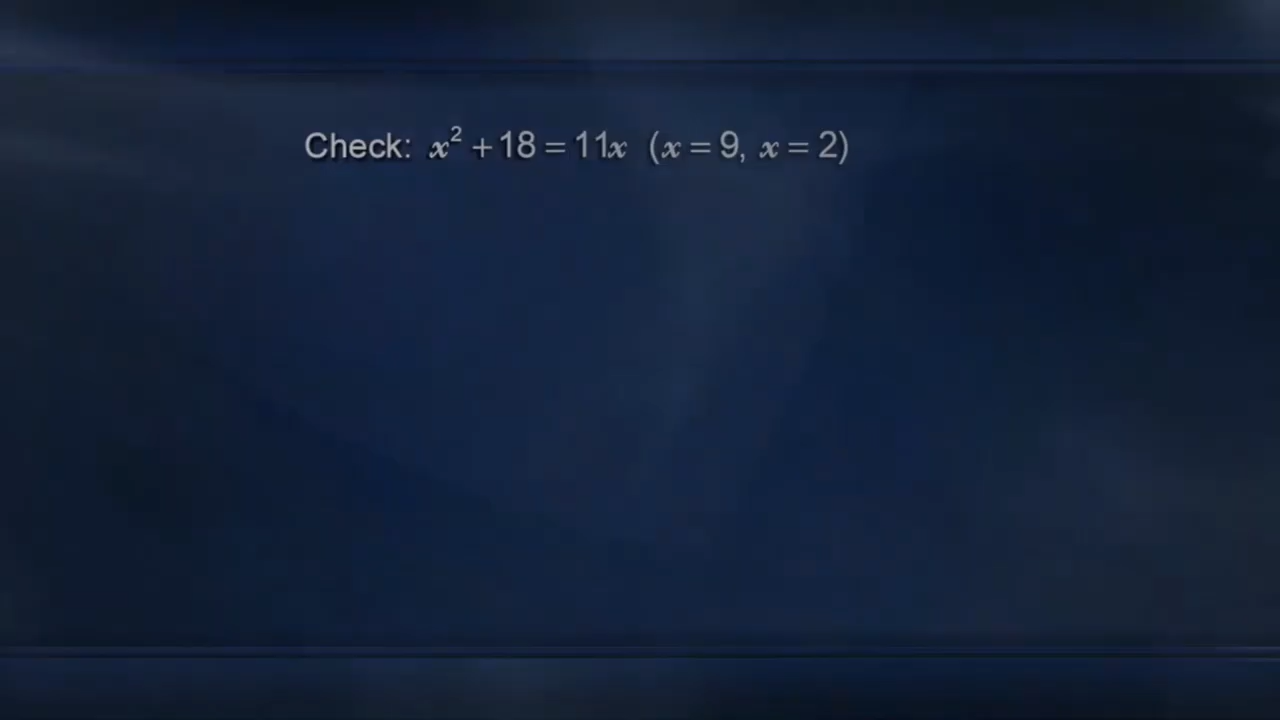 Check: x² + 18 = 11x (x = 9, x = 2)